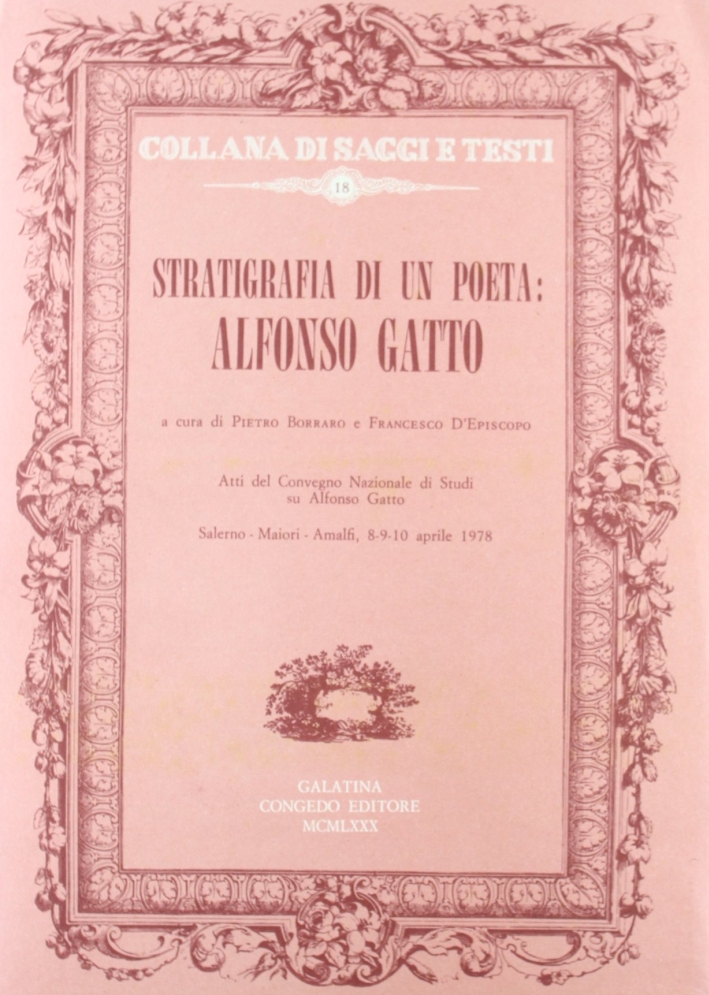 COLLANA DI SAGGI E TESTI
18
STRATIGRAFIA DI UN POETA:
ALFONSO GATTO
a cura di PIETRO BORRARO e FRANCESCO D'EPISCOPO
Atti del Convegno Nazionale di Studi
su Alfonso Gatto
Salerno - Maiori - Amalfi, 8-9-10 aprile 1978
GALATINA
CONGEDO EDITORE
MCMLXXX